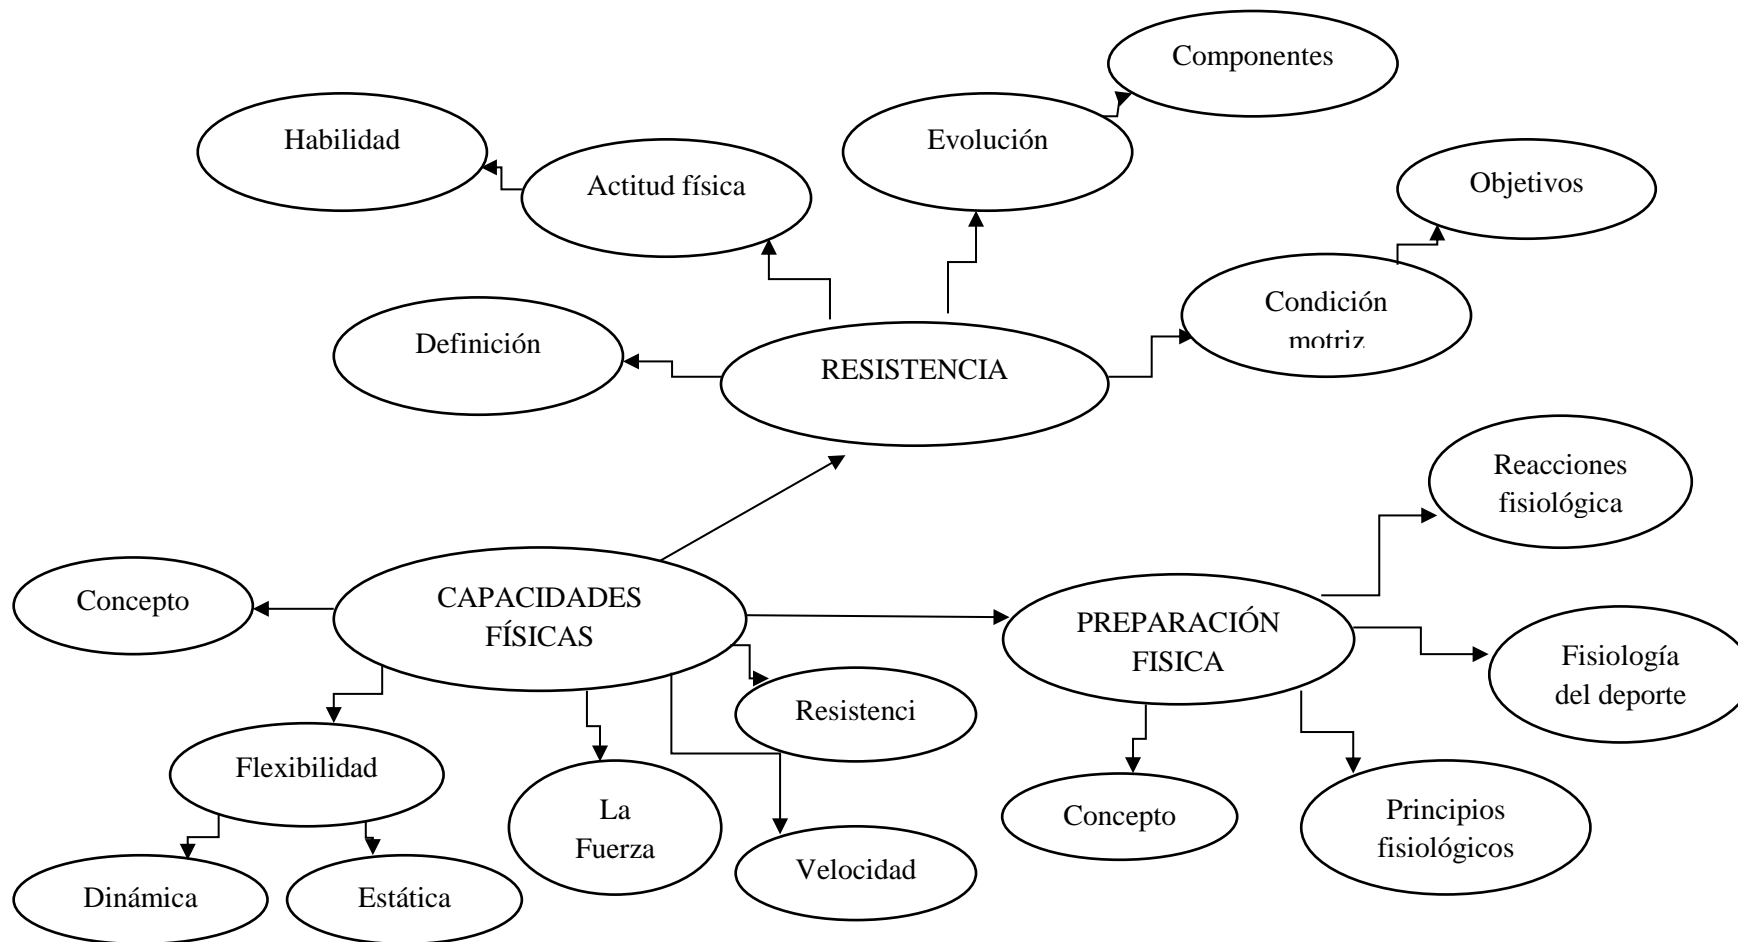 Componentes
Habilidad
Evolución
Actitud física
Objetivos
Condición
motriz
Definición
RESISTENCIA
Reacciones
fisiológica
Concepto
CAPACIDADES
FÍSICAS
PREPARACIÓN
FISICA
Fisiología
del deporte
Resistenci
Flexibilidad
La
Fuerza
Concepto
Principios
fisiológicos
Velocidad
Dinámica
Estática